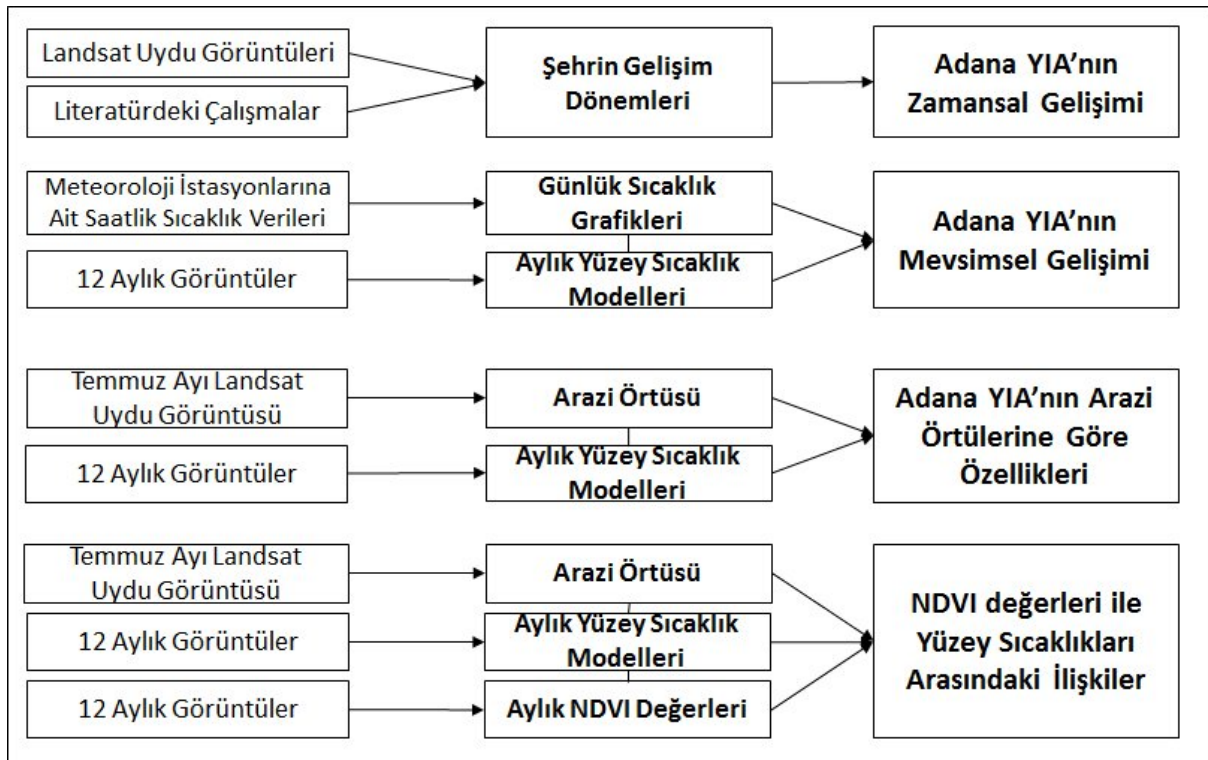 Landsat Uydu Görüntüleri
Literatürdeki Çalışmalar
Şehrin Gelişim
Dönemleri
Adana YIA’nın
Zamansal Gelişimi
Meteoroloji İstasyonlarına
Ait Saatlik Sıcaklık Verileri
12 Aylık Görüntüler
Günlük Sıcaklık
Grafikleri
Aylık Yüzey Sıcaklık
Modelleri
Adana YIA’nın
Mevsimsel Gelişimi
Temmuz Ayı Landsat
Uydu Görüntüsü
12 Aylık Görüntüler
Arazi Örtüsü
Aylık Yüzey Sıcaklık
Modelleri
Adana YIA’nın Arazi
Örtülerine Göre
Özellikleri
Temmuz Ayı Landsat
Uydu Görüntüsü
12 Aylık Görüntüler
12 Aylık Görüntüler
Arazi Örtüsü
Aylık Yüzey Sıcaklık
Modelleri
Aylık NDVI Değerleri
NDVI değerleri ile
Yüzey Sıcaklıkları
Arasındaki İlişkiler